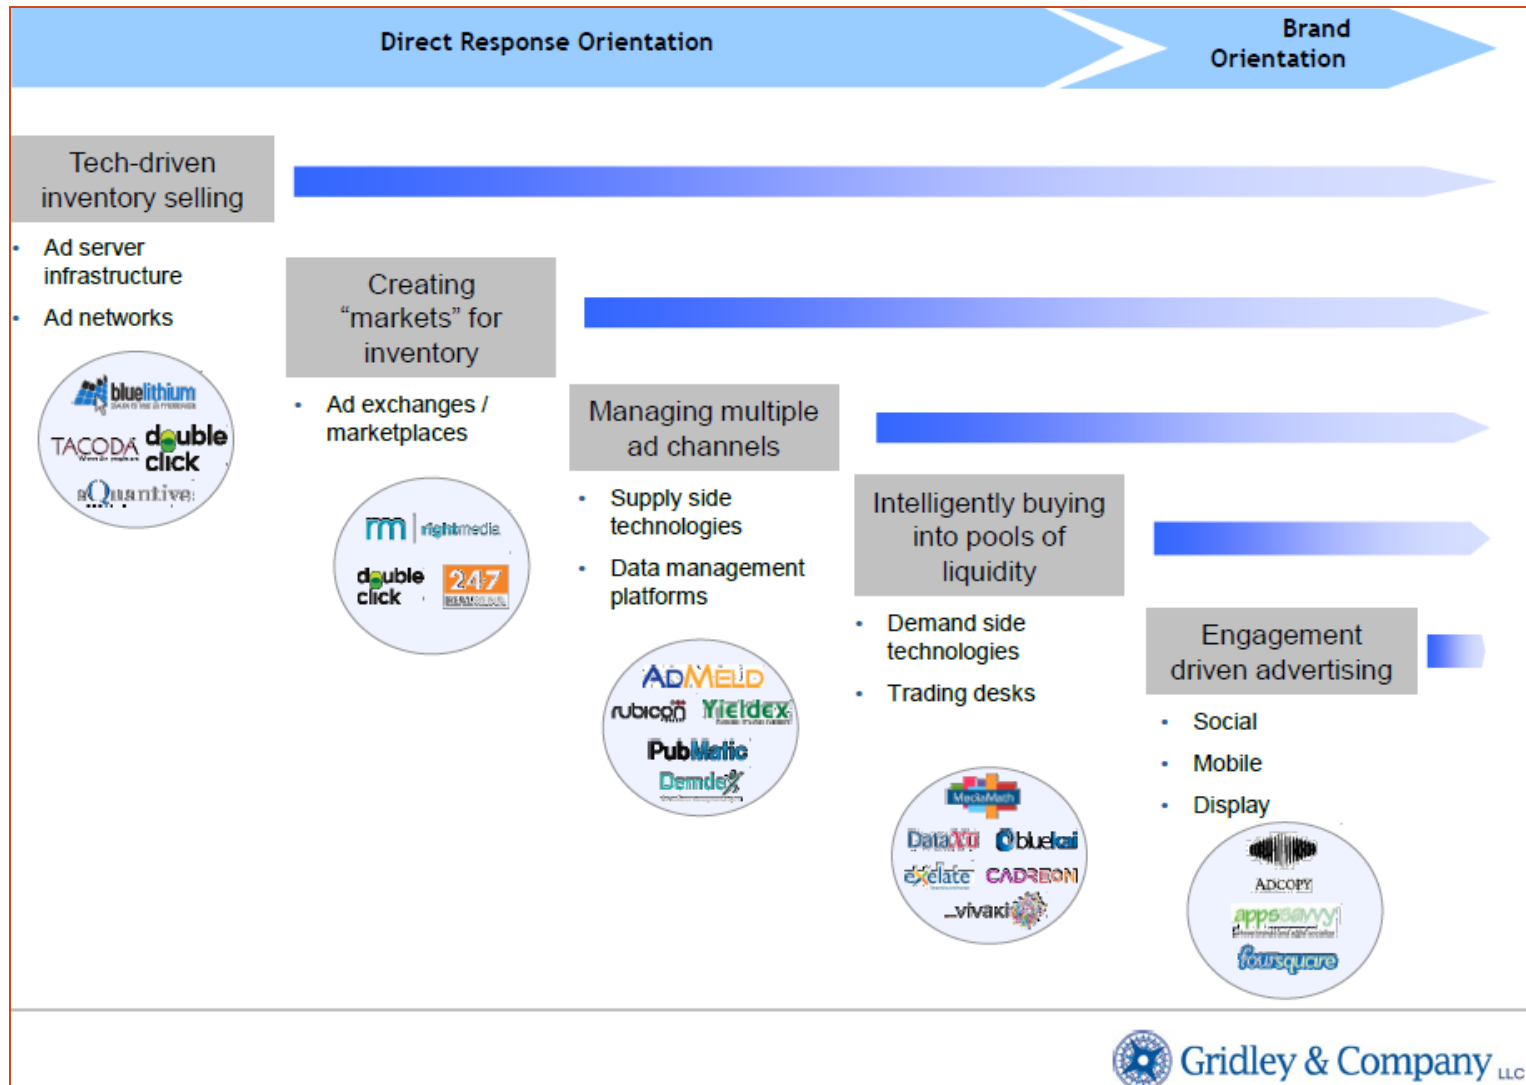 Direct Response Orientation
Brand
Orientation
Tech-driven
inventory selling
• Ad server
infrastructure
• Ad networks
bluelithium
TACODA
double
click
aQuantive
Creating
“markets” for
inventory
• Ad exchanges /
marketplaces
rm rightmedia
double
click
247
Managing multiple
ad channels
• Supply side
technologies
• Data management
platforms
ADMELD
rubicon
Yieldex
PubMatic
Demdex
Intelligently buying
into pools of
liquidity
• Demand side
technologies
• Trading desks
MediaMath
DataXu
bluekai
eXelate
CADREON
vivaki
Engagement
driven advertising
• Social
• Mobile
• Display
ADCOPY
appssavvy
foursquare
Gridley & Company LLC